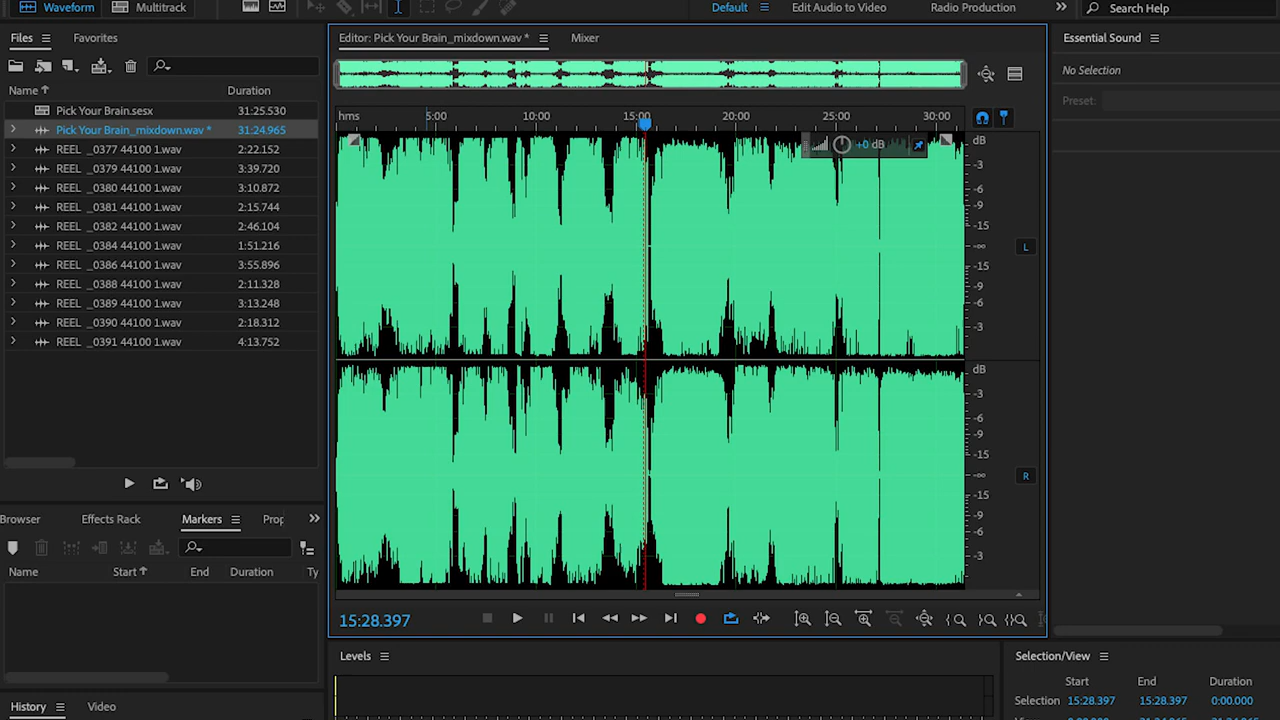 Waveform Multitrack Default Edit Audio to Video Radio Production Search Help
Files Favorites
Name Duration
Pick Your Brain.sesx 31:25.530
Pick Your Brain_mixdown.wav * 31:24.965
REEL _0377 44100 1.wav 2:22.152
REEL _0379 44100 1.wav 3:39.720
REEL _0380 44100 1.wav 3:10.872
REEL _0381 44100 1.wav 2:15.744
REEL _0382 44100 1.wav 2:46.104
REEL _0384 44100 1.wav 1:51.216
REEL _0386 44100 1.wav 3:55.896
REEL _0388 44100 1.wav 2:11.328
REEL _0389 44100 1.wav 3:13.248
REEL _0390 44100 1.wav 2:18.312
REEL _0391 44100 1.wav 4:13.752
Browser Effects Rack Markers Prop
Name Start End Duration Ty
History Video
Editor: Pick Your Brain_mixdown.wav * Mixer
hms 5:00 10:00 15:00 20:00 25:00 30:00
+0 dB
dB
-3
-6
-9
-15
-∞
-15
-9
-6
-3
L
dB
-3
-6
-9
-15
-∞
-15
-9
-6
-3
R
15:28.397
Levels
Essential Sound
No Selection
Preset:
Selection/View
Start End Duration
Selection 15:28.397 15:28.397 0:00.000